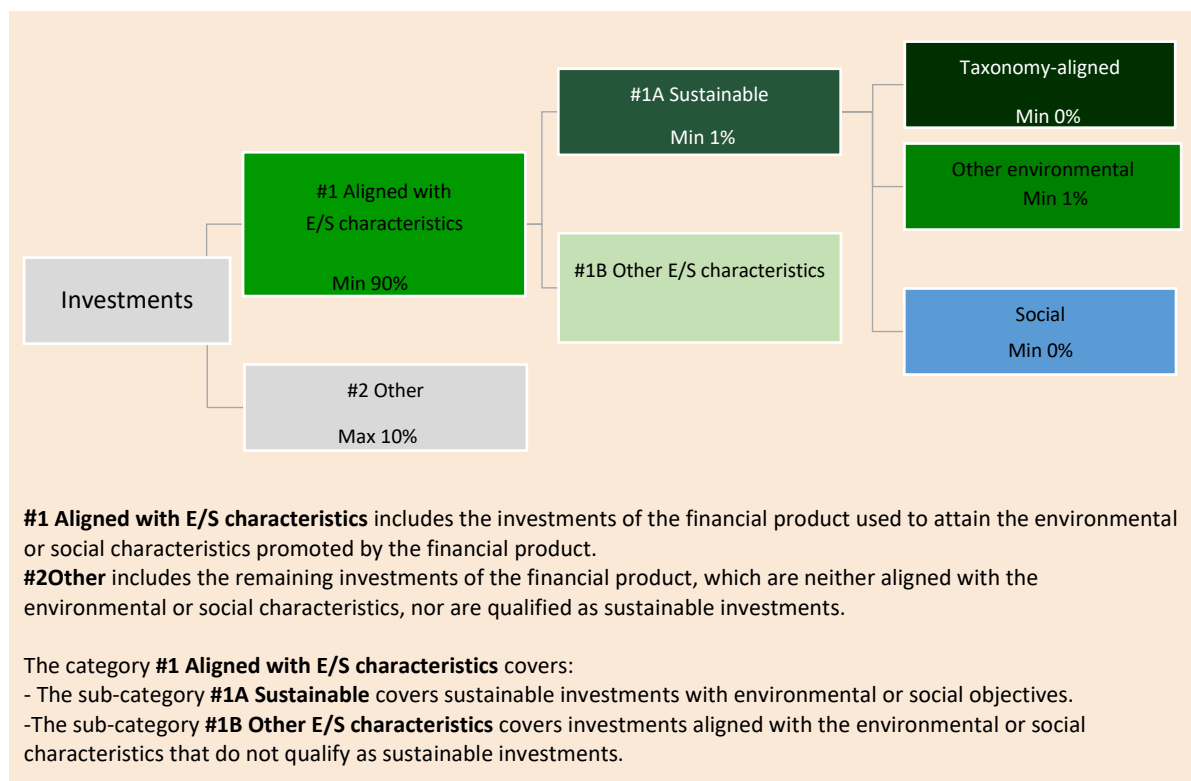 Investments
#1 Aligned with
E/S characteristics
Min 90%
#2 Other
Max 10%
#1A Sustainable
Min 1%
#1B Other E/S characteristics
Taxonomy-aligned
Min 0%
Other environmental
Min 1%
Social
Min 0%
#1 Aligned with E/S characteristics includes the investments of the financial product used to attain the environmental
or social characteristics promoted by the financial product.
#2Other includes the remaining investments of the financial product, which are neither aligned with the
environmental or social characteristics, nor are qualified as sustainable investments.
The category #1 Aligned with E/S characteristics covers:
- The sub-category #1A Sustainable covers sustainable investments with environmental or social objectives.
-The sub-category #1B Other E/S characteristics covers investments aligned with the environmental or social
characteristics that do not qualify as sustainable investments.